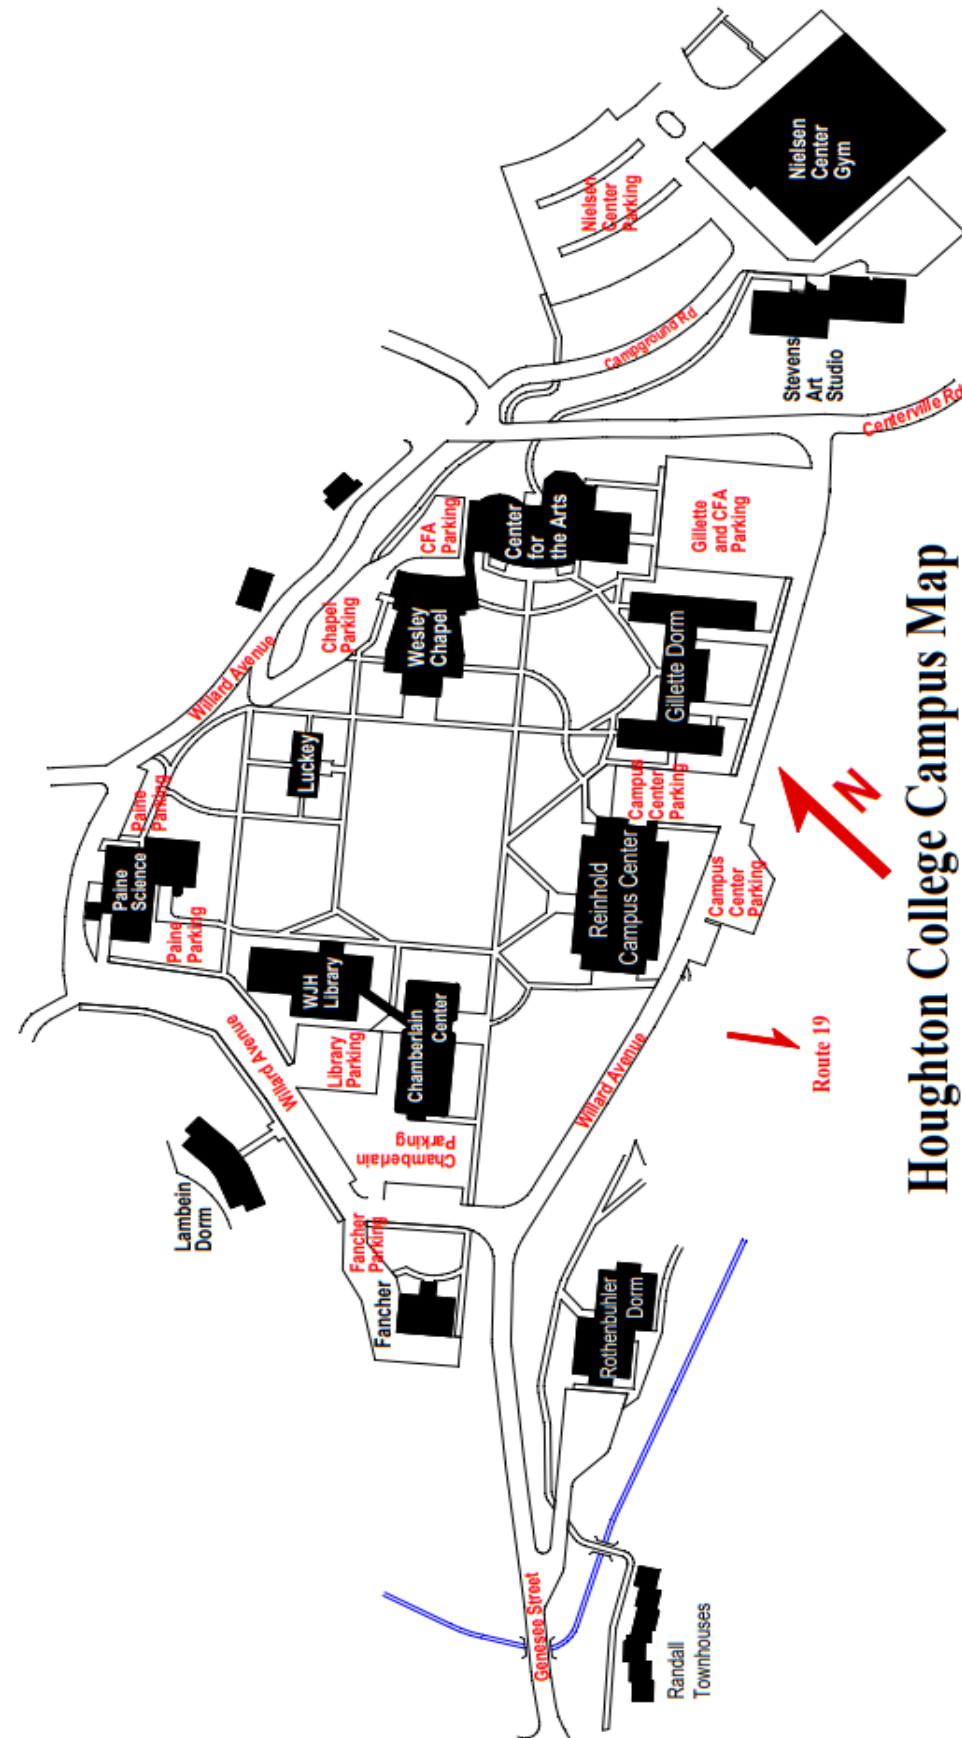 Houghton College Campus Map
N
Route 19
Nielsen
Center
Gym
Nielsen
Center
Parking
Campground Rd
Stevens
Art
Studio
Centerville Rd
CFA
Parking
Center
for
the Arts
Gillette
and CFA
Parking
Chapel
Parking
Wesley
Chapel
Gillette Dorm
Willard Avenue
Luckey
Campus
Center
Parking
Paine
Parking
Paine
Science
Reinhold
Campus Center
Campus
Center
Parking
Paine
Parking
WJH
Library
Chamberlain
Center
Library
Parking
Willard Avenue
Willard Avenue
Chamberlain
Parking
Lambein
Dorm
Fancher
Parking
Fancher
Rothenbuhler
Dorm
Genesee Street
Randall
Townhouses